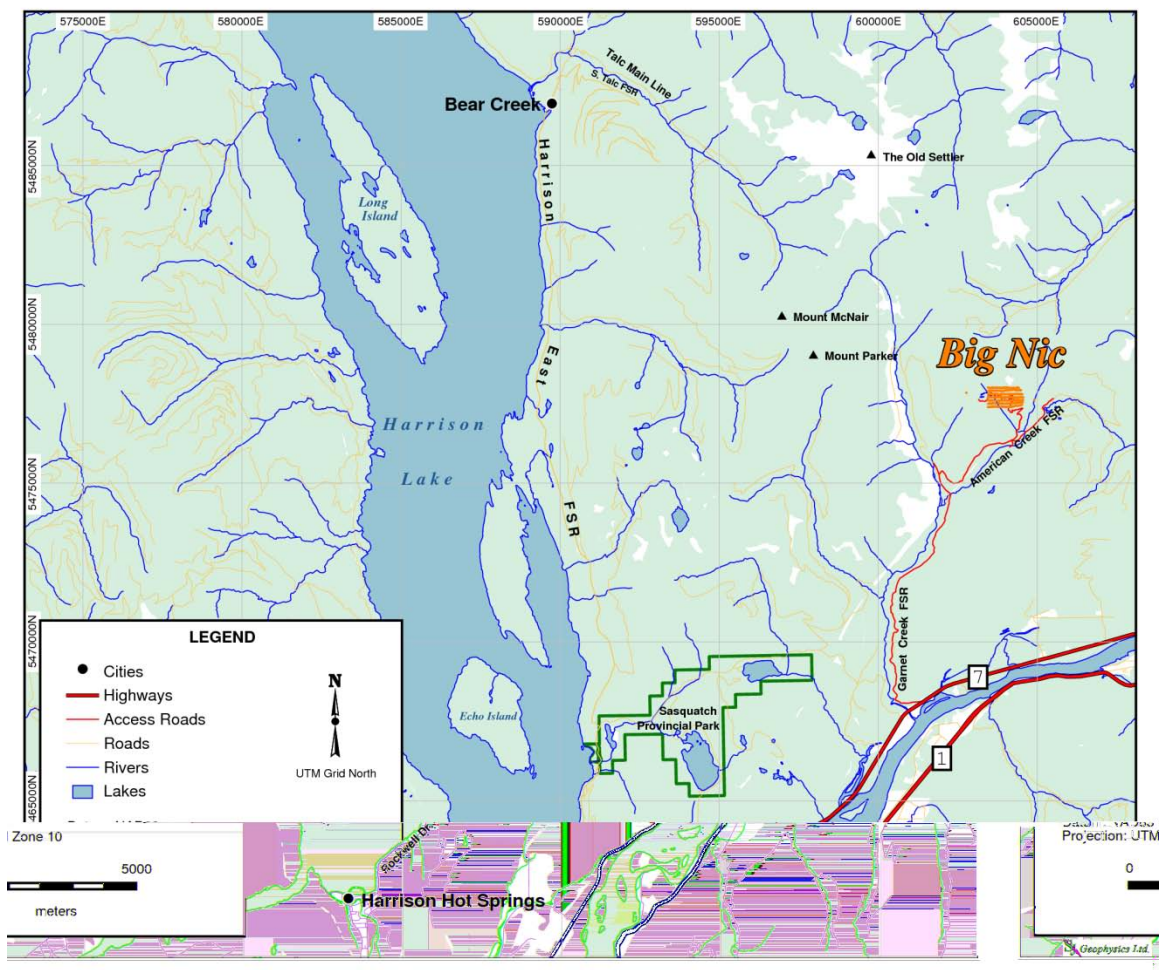 575000E
580000E
585000E
590000E
595000E
600000E
605000E
Talc Main Line
S. Talc FSR
Bear Creek
Harrison
The Old Settler
5485000N
Long
Island
5480000N
Mount McNair
Mount Parker
Big Nic
East
Harrison
Lake
American Creek FSR
5475000N
FSR
Garnet Creek FSR
5470000N
LEGEND
Cities
Highways
Access Roads
Roads
Rivers
Lakes
N
UTM Grid North
Echo Island
Sasquatch
Provincial Park
7
1
465000N
Zone 10
5000
meters
Rockwell Dr.
Harrison Hot Springs
Projection: UTM
0
Geophysics Ltd.